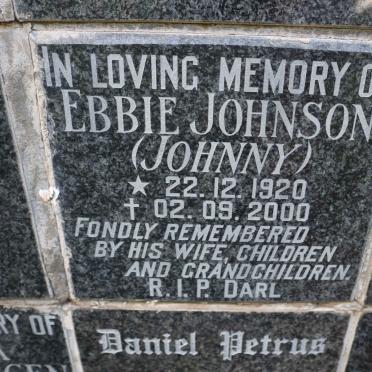 IN LOVING MEMORY O
EBBIE JOHNSON
(JOHNNY)
★ 22.12.1920
✝ 02.09.2000
FONDLY REMEMBERED
BY HIS WIFE, CHILDREN
AND GRANDCHILDREN.
R.I.P. DARL
RY OF
Daniel Petrus